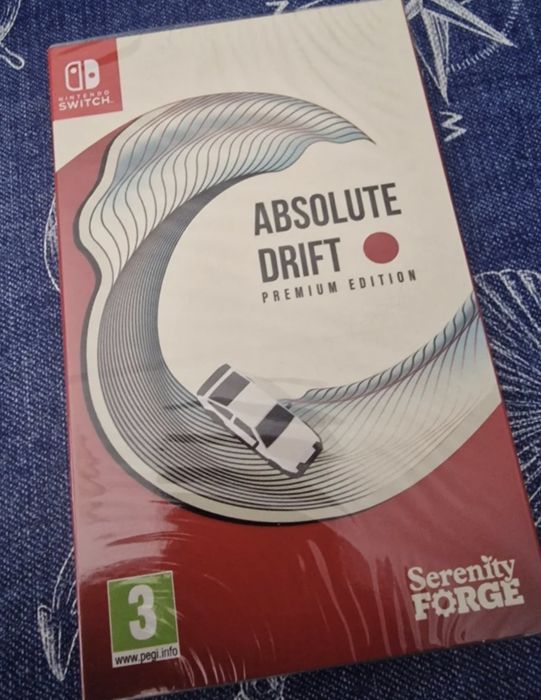 NINTENDO
SWITCH
ABSOLUTE
DRIFT
PREMIUM EDITION
3
www.pegi.info
Serenity
FORGE